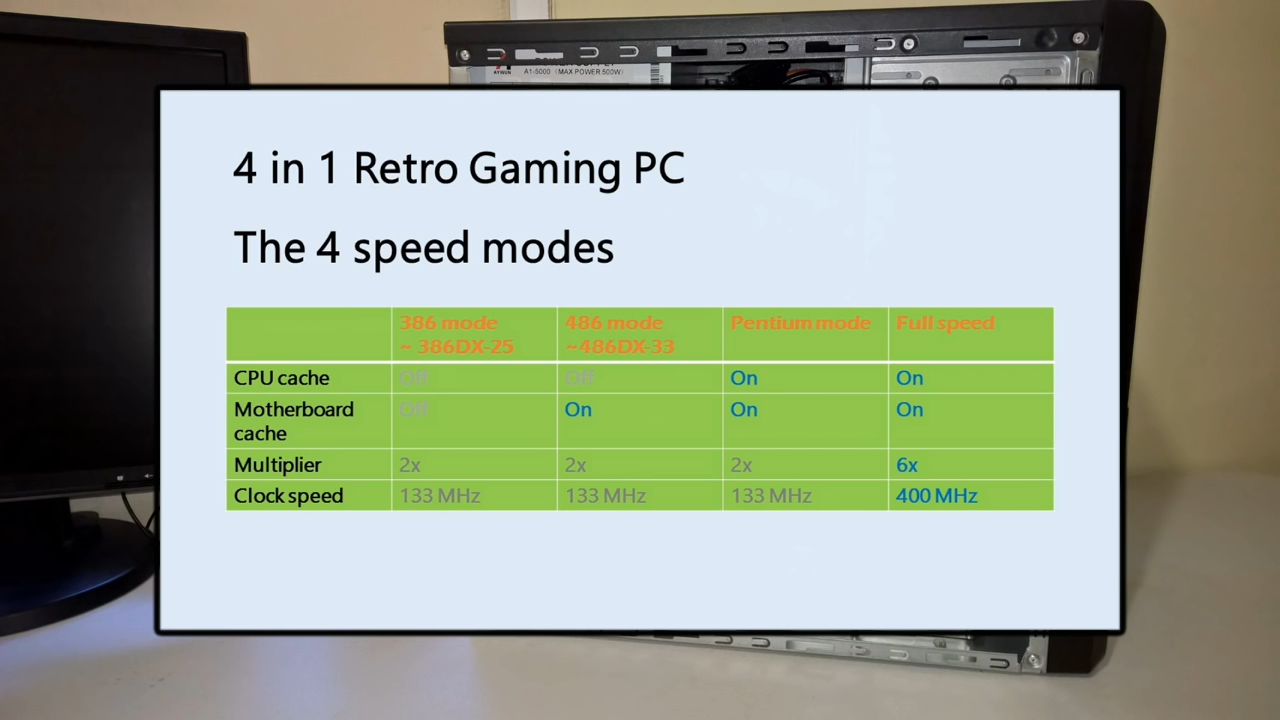 AYWUN
A1-5000 (MAX POWER 500W)
4 in 1 Retro Gaming PC
The 4 speed modes
386 mode
~ 386DX-25
486 mode
~486DX-33
Pentium mode
Full speed
CPU cache
Off
Off
On
On
Motherboard
cache
Off
On
On
On
Multiplier
2x
2x
2x
6x
Clock speed
133 MHz
133 MHz
133 MHz
400 MHz